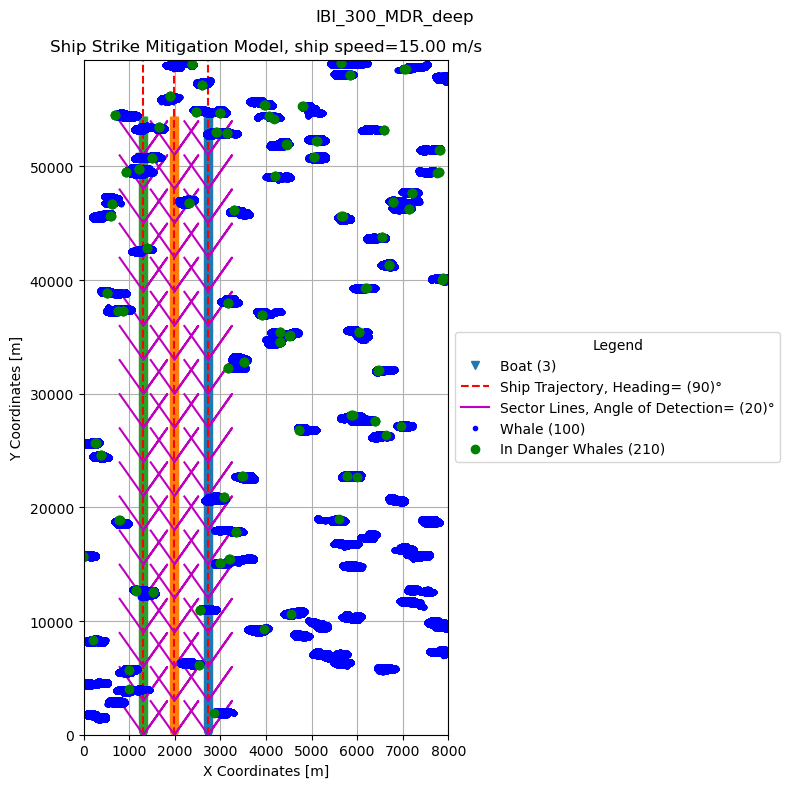 IBI_300_MDR_deep
Ship Strike Mitigation Model, ship speed=15.00 m/s
Y Coordinates [m]
50000
40000
30000
20000
10000
0
0 1000 2000 3000 4000 5000 6000 7000 8000
X Coordinates [m]
Legend
Boat (3)
Ship Trajectory, Heading= (90)°
Sector Lines, Angle of Detection= (20)°
Whale (100)
In Danger Whales (210)